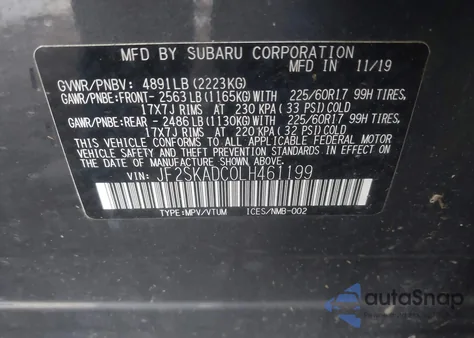 MFD BY SUBARU CORPORATION
MFD IN 11/19
GVWR/PNBV: 4891LB (2223KG)
GAWR/PNBE:FRONT- 2563LB (1165KG)WITH 225/60R17 99H TIRES,
17X7J RIMS AT 230 KPA (33 PSI)COLD
GAWR/PNBE:REAR - 2486LB (1130KG)WITH 225/60R17 99H TIRES,
17X7J RIMS AT 220 KPA (32 PSI)COLD
THIS VEHICLE CONFORMS TO ALL APPLICABLE FEDERAL MOTOR
VEHICLE SAFETY AND THEFT PREVENTION STANDARDS IN
EFFECT ON THE DATE OF MANUFACTURE SHOWN ABOVE.
VIN: JF2SKADC0LH461199
TYPE:MPV/VTUM ICES/NMB-002
autoSnap